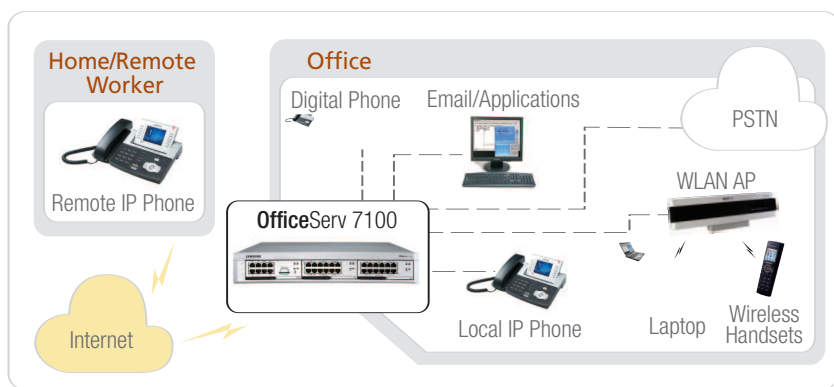 Home/Remote
Worker
Remote IP Phone
Internet
Office
Digital Phone
Email/Applications
PSTN
WLAN AP
OfficeServ 7100
SAMSUNG
Local IP Phone
Laptop
Wireless
Handsets